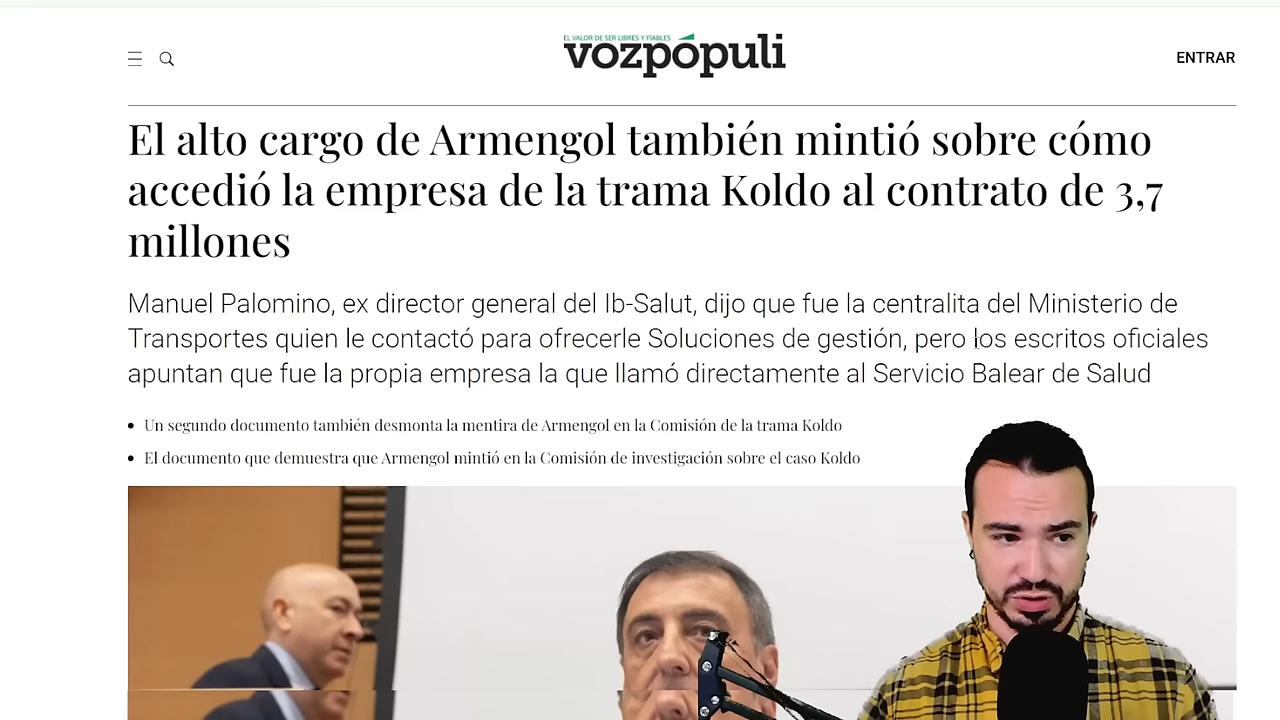 EL VALOR DE SER LIBRES Y FIABLES
vozpópuli
ENTRAR
El alto cargo de Armengol también mintió sobre cómo
accedió la empresa de la trama Koldo al contrato de 3,7
millones
Manuel Palomino, ex director general del Ib-Salut, dijo que fue la centralita del Ministerio de
Transportes quien le contactó para ofrecerle Soluciones de gestión, pero los escritos oficiales
apuntan que fue la propia empresa la que llamó directamente al Servicio Balear de Salud
Un segundo documento también desmonta la mentira de Armengol en la Comisión de la trama Koldo
El documento que demuestra que Armengol mintió en la Comisión de investigación sobre el caso Koldo